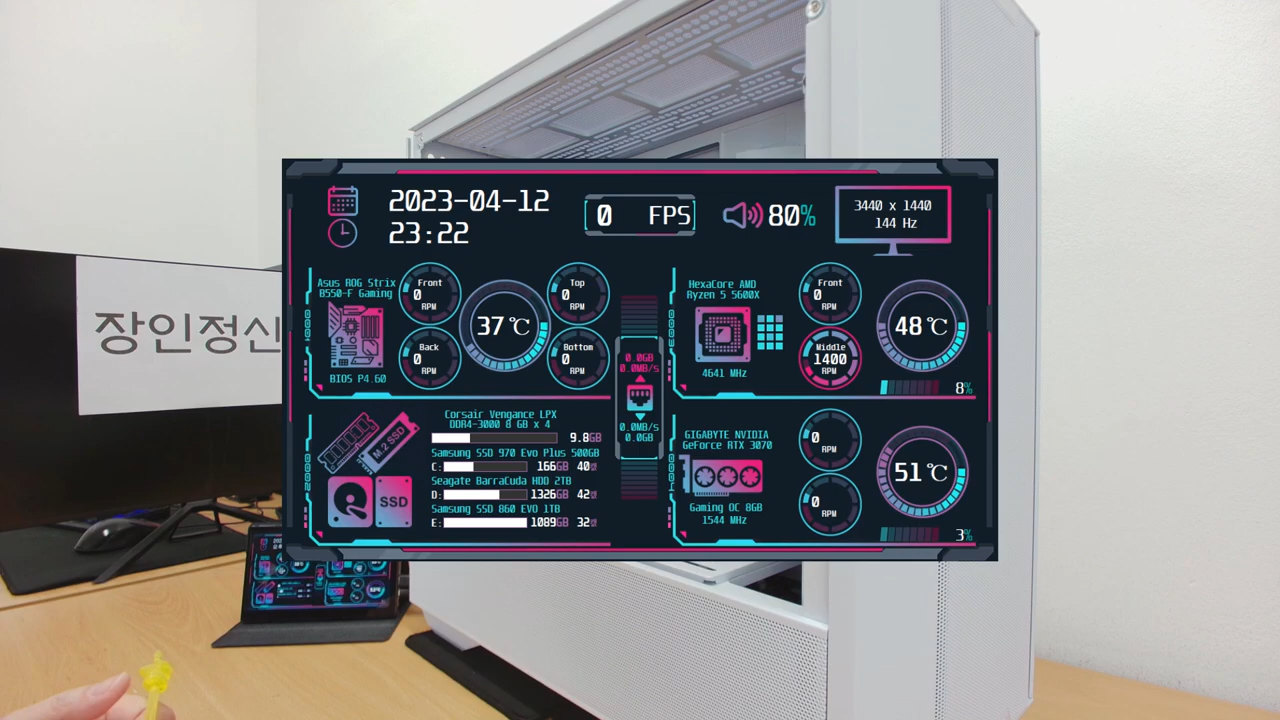 2023-04-12
23:22
0 FPS
80%
3440 x 1440
144 Hz
장인정신
Asus ROG Strix
B550-F Gaming
BIOS P4.60
Front
0
RPM
Back
0
RPM
37 ℃
Top
0
RPM
Bottom
0
RPM
0.0GB
0.0MB/s
0.0MB/s
0.0GB
HexaCore AMD
Ryzen 5 5600X
4641 MHz
Front
0
RPM
Middle
1400
RPM
48 ℃
8%
M.2 SSD
SSD
Corsair Vengance LPX
DDR4-3000 8 GB x 4
9.8GB
Samsung SSD 970 Evo Plus 500GB
C: 166GB 40
Seagate BarraCuda HDD 2TB
D: 1326GB 42
Samsung SSD 860 EVO 1TB
E: 1089GB 32
GIGABYTE NVIDIA
GeForce RTX 3070
Gaming OC 8GB
1544 MHz
0
RPM
0
RPM
51 ℃
3%